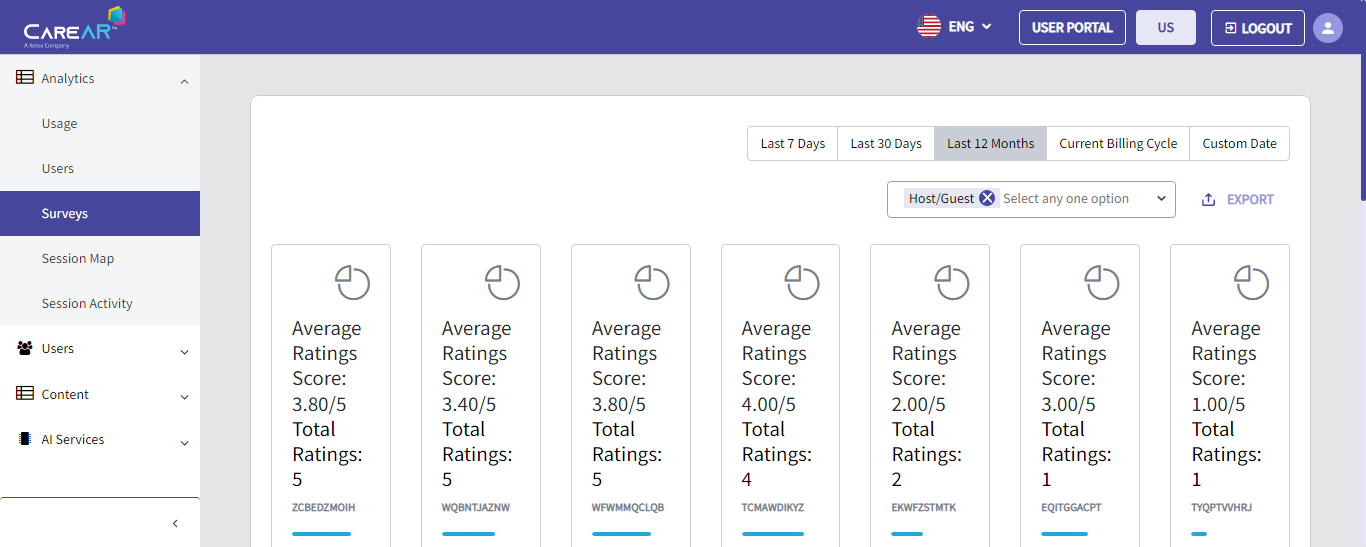 CAREAR™
A Xerox Company
ENG
USER PORTAL
US
LOGOUT
Analytics
Usage
Users
Surveys
Session Map
Session Activity
Users
Content
AI Services
Last 7 Days
Last 30 Days
Last 12 Months
Current Billing Cycle
Custom Date
Host/Guest
Select any one option
EXPORT
Average
Ratings
Score:
3.80/5
Total
Ratings:
5
ZCBEDZMOIH
Average
Ratings
Score:
3.40/5
Total
Ratings:
5
WQBNTJAZNW
Average
Ratings
Score:
3.80/5
Total
Ratings:
5
WFWMMQCLQB
Average
Ratings
Score:
4.00/5
Total
Ratings:
4
TCMAWDIKYZ
Average
Ratings
Score:
2.00/5
Total
Ratings:
2
EKWFZSTMTK
Average
Ratings
Score:
3.00/5
Total
Ratings:
1
EQITGGACPT
Average
Ratings
Score:
1.00/5
Total
Ratings:
1
TYQPTVVHRJ